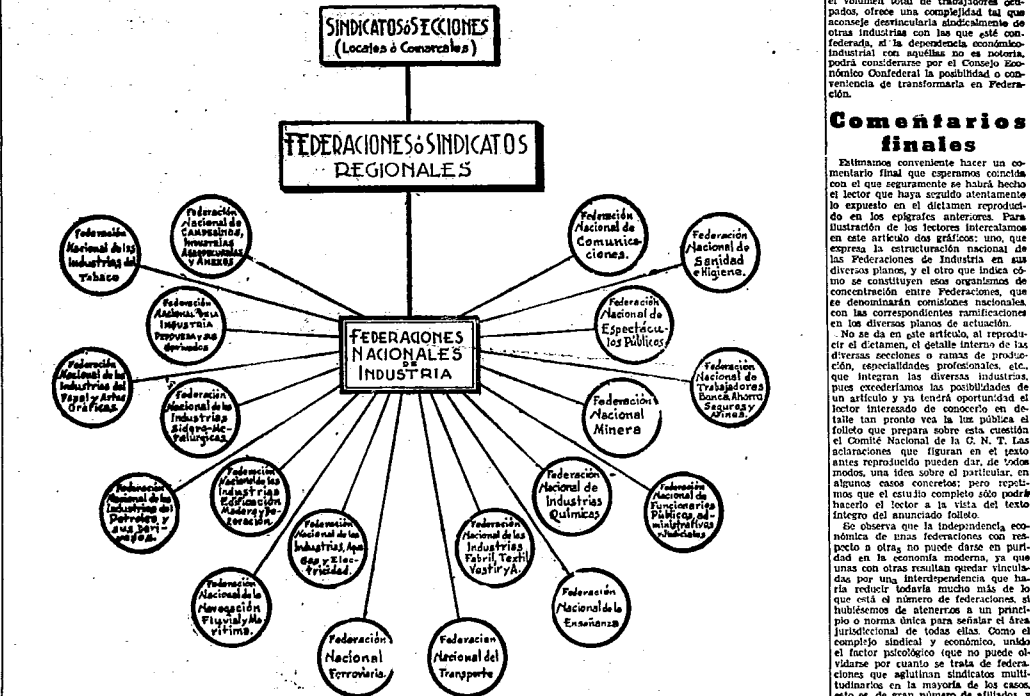 SINDICATOS ó SECCIONES
(Locales ó Comarcales)
FEDERACIONES ó SINDICATOS
REGIONALES
Federación
Nacional de las
Industrias del
Tabaco
Federación
Nacional de
CAMPESINOS,
INDUSTRIAS
AGROPECUARIAS
y ANEXOS
Federación
Nacional de
Comunica-
ciones.
Federación
Nacional de
Sanidad
e Higiene.
Federación
Nacional de la
INDUSTRIA
derivados
Federación
Nacional de
Espectácu-
los Públicos
FEDERACIONES
NACIONALES
DE
INDUSTRIA
Federación
Nacional de las
Industrias del
Papel y Artes
Gráficas.
Federación
Nacional de las
Industrias
Sidero-Me-
talúrgicas.
Federación
Nacional
Minera
Federación
Nacional de
Trabajadores
Banca, Ahorro
Seguros y
Afines.
Federación
Nacional de las
Industrias del
Petróleo, y
sus deri-
vados.
Federación
Nacional de las
Industrias
Edificación
Madera y De-
coración.
Federación
Nacional de las
Industrias, Agua
Gas y Elec-
tricidad.
Federación
Nacional de las
Industrias
Fabril, Textil
Vestir y A.
Federación
Nacional de
Industrias
Químicas
Federación
Nacional de
Funcionarios
Públicos, ad-
ministrativos
y Judiciales
Federación
Nacional de la
Navegación
Fluvial y Ma-
rítima.
Federación
Nacional
Ferroviaria.
Federacion
Nacional del
Transporte
Federación
Nacional de la
Enseñanza
el volumen total de trabajadores ocu-
pados, ofrece una complejidad tal que
aconseje desvincularla sindicalmente de
otras industrias con las que esté con-
federada, si la dependencia económico-
industrial con aquéllas no es notoria,
podrá considerarse por el Consejo Eco-
nómico Confederal la posibilidad o con-
veniencia de transformarla en Federa-
ción.
Comentarios
finales
Estimamos conveniente hacer un co-
mentario final que esperamos coincida
con el que seguramente se habrá hecho
el lector que haya seguido atentamente
lo expuesto en el dictamen reproduci-
do en los epígrafes anteriores. Para
ilustración de los lectores intercalamos
en este artículo dos gráficos; uno, que
expresa la estructuración nacional de
las Federaciones de Industria en sus
diversos planos, y el otro que indica có-
mo se constituyen esos organismos de
concentración entre Federaciones, que
se denominarán comisiones nacionales
con las correspondientes ramificaciones
en los diversos planos de actuación.
No se da en este artículo, al reprodu-
cir el dictamen, el detalle interno de las
diversas secciones o ramas de produc-
ción, especialidades profesionales, etc.,
que integran las diversas industrias,
pues excederíamos las posibilidades de
un artículo y ya tendrá oportunidad el
lector interesado de conocerlo en de-
talle tan pronto vea la luz pública el
folleto que prepara sobre esta cuestión
el Comité Nacional de la C. N. T. Las
aclaraciones que figuran en el texto
antes reproducido pueden dar, de todos
modos, una idea sobre el particular, en
algunos casos concretos; pero repeti-
mos que el estudio completo sólo podrá
hacerlo el lector a la vista del texto
íntegro del anunciado folleto.
Se observa que la independencia eco-
nómica de unas federaciones con res-
pecto a otras no puede darse en puri-
dad en la economía moderna, ya que
unas con otras resultan quedar vincula-
das por una interdependencia que ha-
ría reducir todavía mucho más de lo
que está el número de federaciones, si
hubiésemos de atenernos a un princi-
pio o norma única para señalar el área
jurisdiccional de todas ellas. Como el
complejo sindical y económico, unido
el factor psicológico (que no puede ol-
vidarse por cuanto se trata de federa-
ciones que aglutinan sindicatos multi-
tudinarios en la mayoría de los casos,
esto es, de gran número de afiliados, y